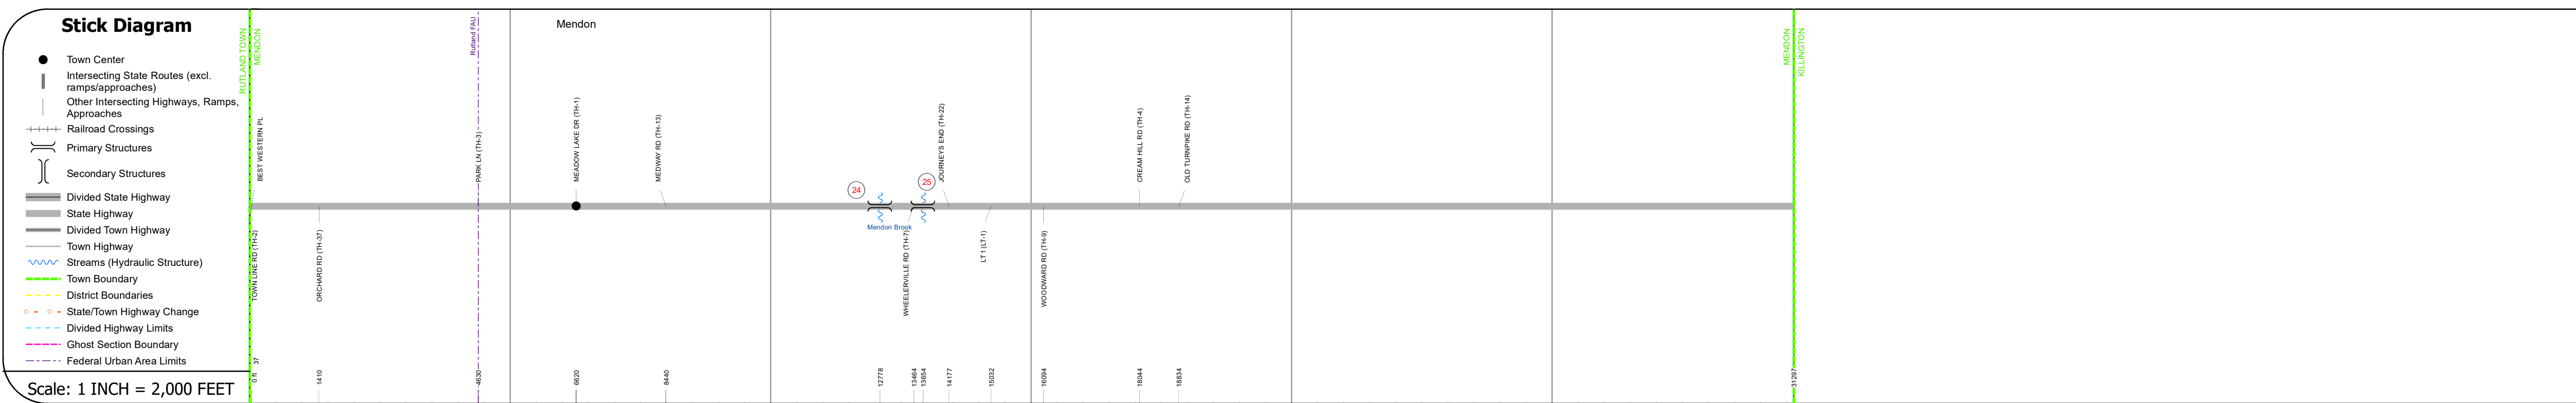 Stick Diagram
Town Center
Intersecting State Routes (excl.
ramps/approaches)
Other Intersecting Highways, Ramps,
Approaches
Railroad Crossings
Primary Structures
Secondary Structures
Divided State Highway
State Highway
Divided Town Highway
Town Highway
Streams (Hydraulic Structure)
Town Boundary
District Boundaries
State/Town Highway Change
Divided Highway Limits
Ghost Section Boundary
Federal Urban Area Limits
Scale: 1 INCH = 2,000 FEET
RUTLAND TOWN
MENDON
Rutland FAU
Mendon
MENDON
KILLINGTON
BEST WESTERN PL
PARK LN (TH-3)
MEADOW LAKE DR (TH-1)
MEDWAY RD (TH-13)
24
25
JOURNEYS END (TH-22)
CREAM HILL RD (TH-4)
OLD TURNPIKE RD (TH-14)
Mendon Brook
TOWN LINE RD (TH-2)
ORCHARD RD (TH-37)
WHEELERVILLE RD (TH-7)
LT 1 (LT-1)
WOODWARD RD (TH-9)
0 ft
37
1410
4630
6620
8440
12778
13464
13654
14177
15032
16094
18044
18834
31297